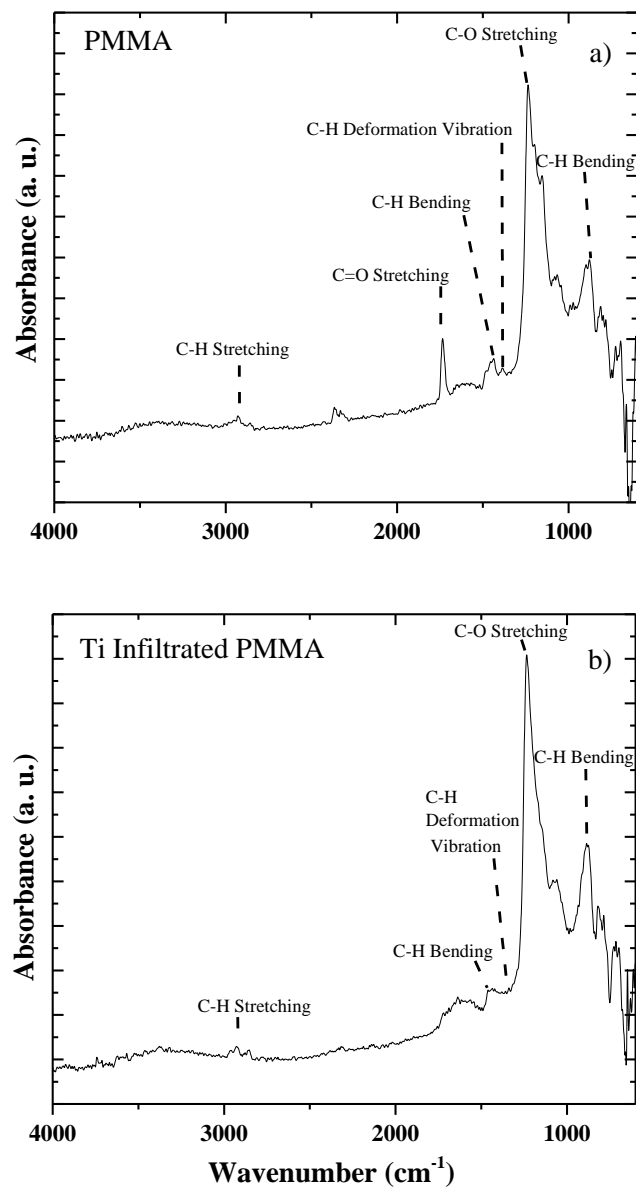 PMMA
a)
C-O Stretching
C-H Deformation Vibration
C-H Bending
C-H Bending
C=O Stretching
C-H Stretching
Absorbance (a. u.)
4000
3000
2000
1000
Ti Infiltrated PMMA
b)
C-O Stretching
C-H Bending
C-H
Deformation
Vibration
C-H Bending
C-H Stretching
Absorbance (a. u.)
4000
3000
2000
1000
Wavenumber (cm-1)